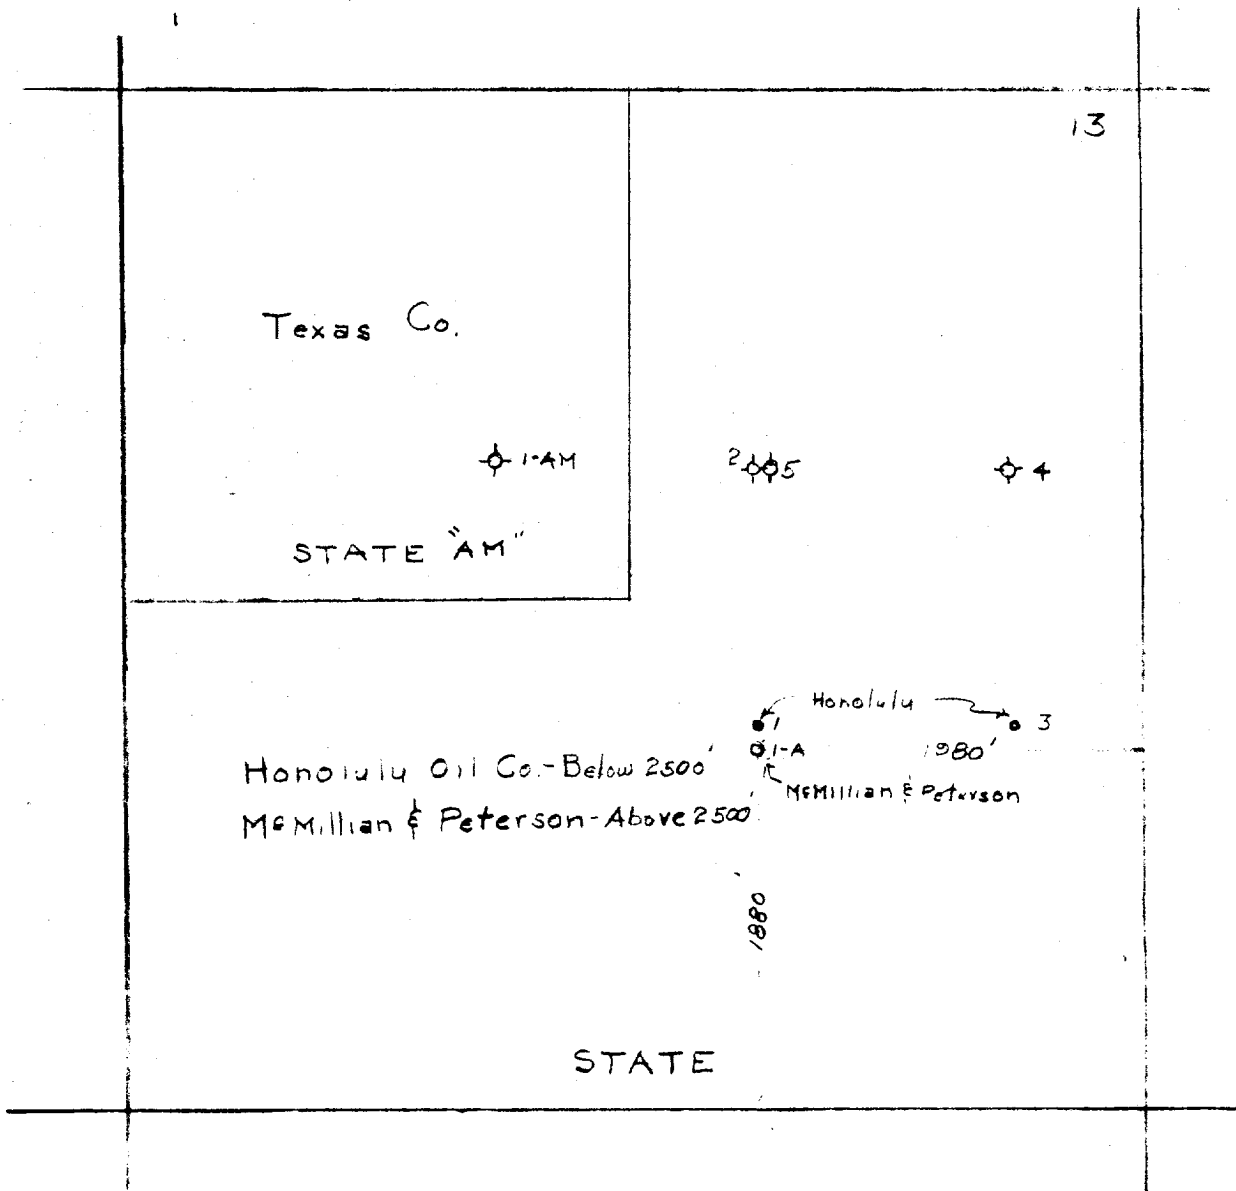 13
Texas Co.
1-AM
2 5
4
STATE "AM"
Honolulu
1
3
1-A
1980'
Honolulu Oil Co.-Below 2500'
McMillian & Peterson
McMillian & Peterson-Above 2500'
1880
STATE